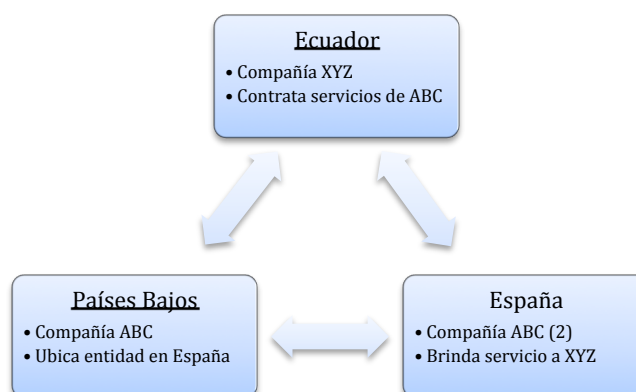 Ecuador
• Compañía XYZ
• Contrata servicios de ABC
Países Bajos
• Compañía ABC
• Ubica entidad en España
España
• Compañía ABC (2)
• Brinda servicio a XYZ